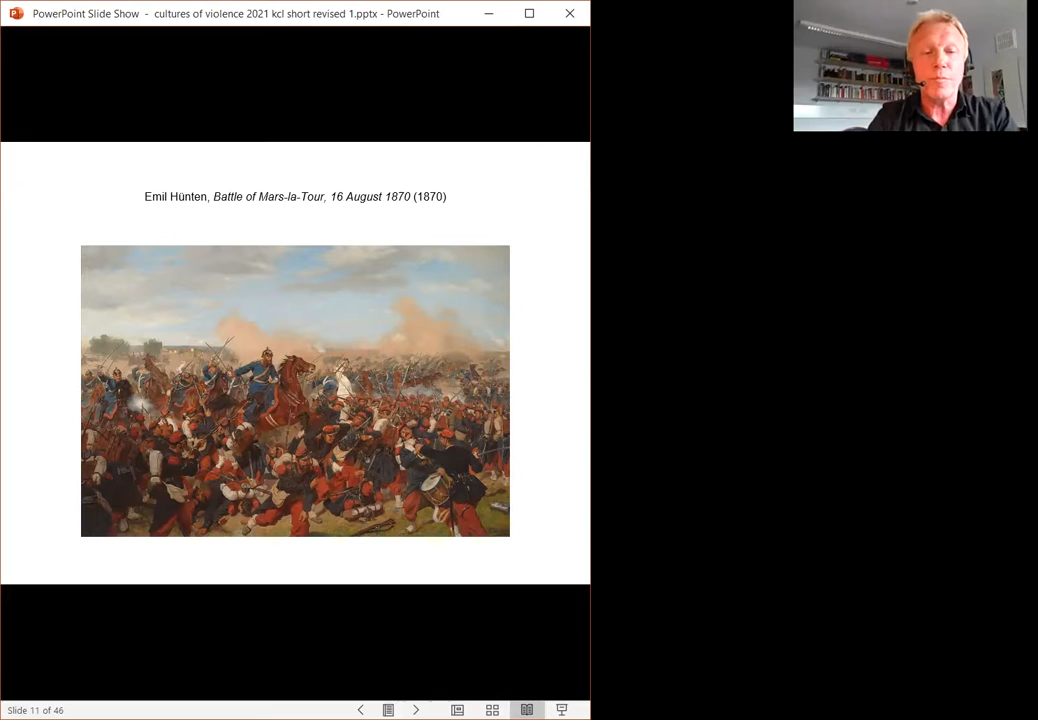 PowerPoint Slide Show - cultures of violence 2021 kcl short revised 1.pptx - PowerPoint
Emil Hünten, Battle of Mars-la-Tour, 16 August 1870 (1870)
Slide 11 of 46